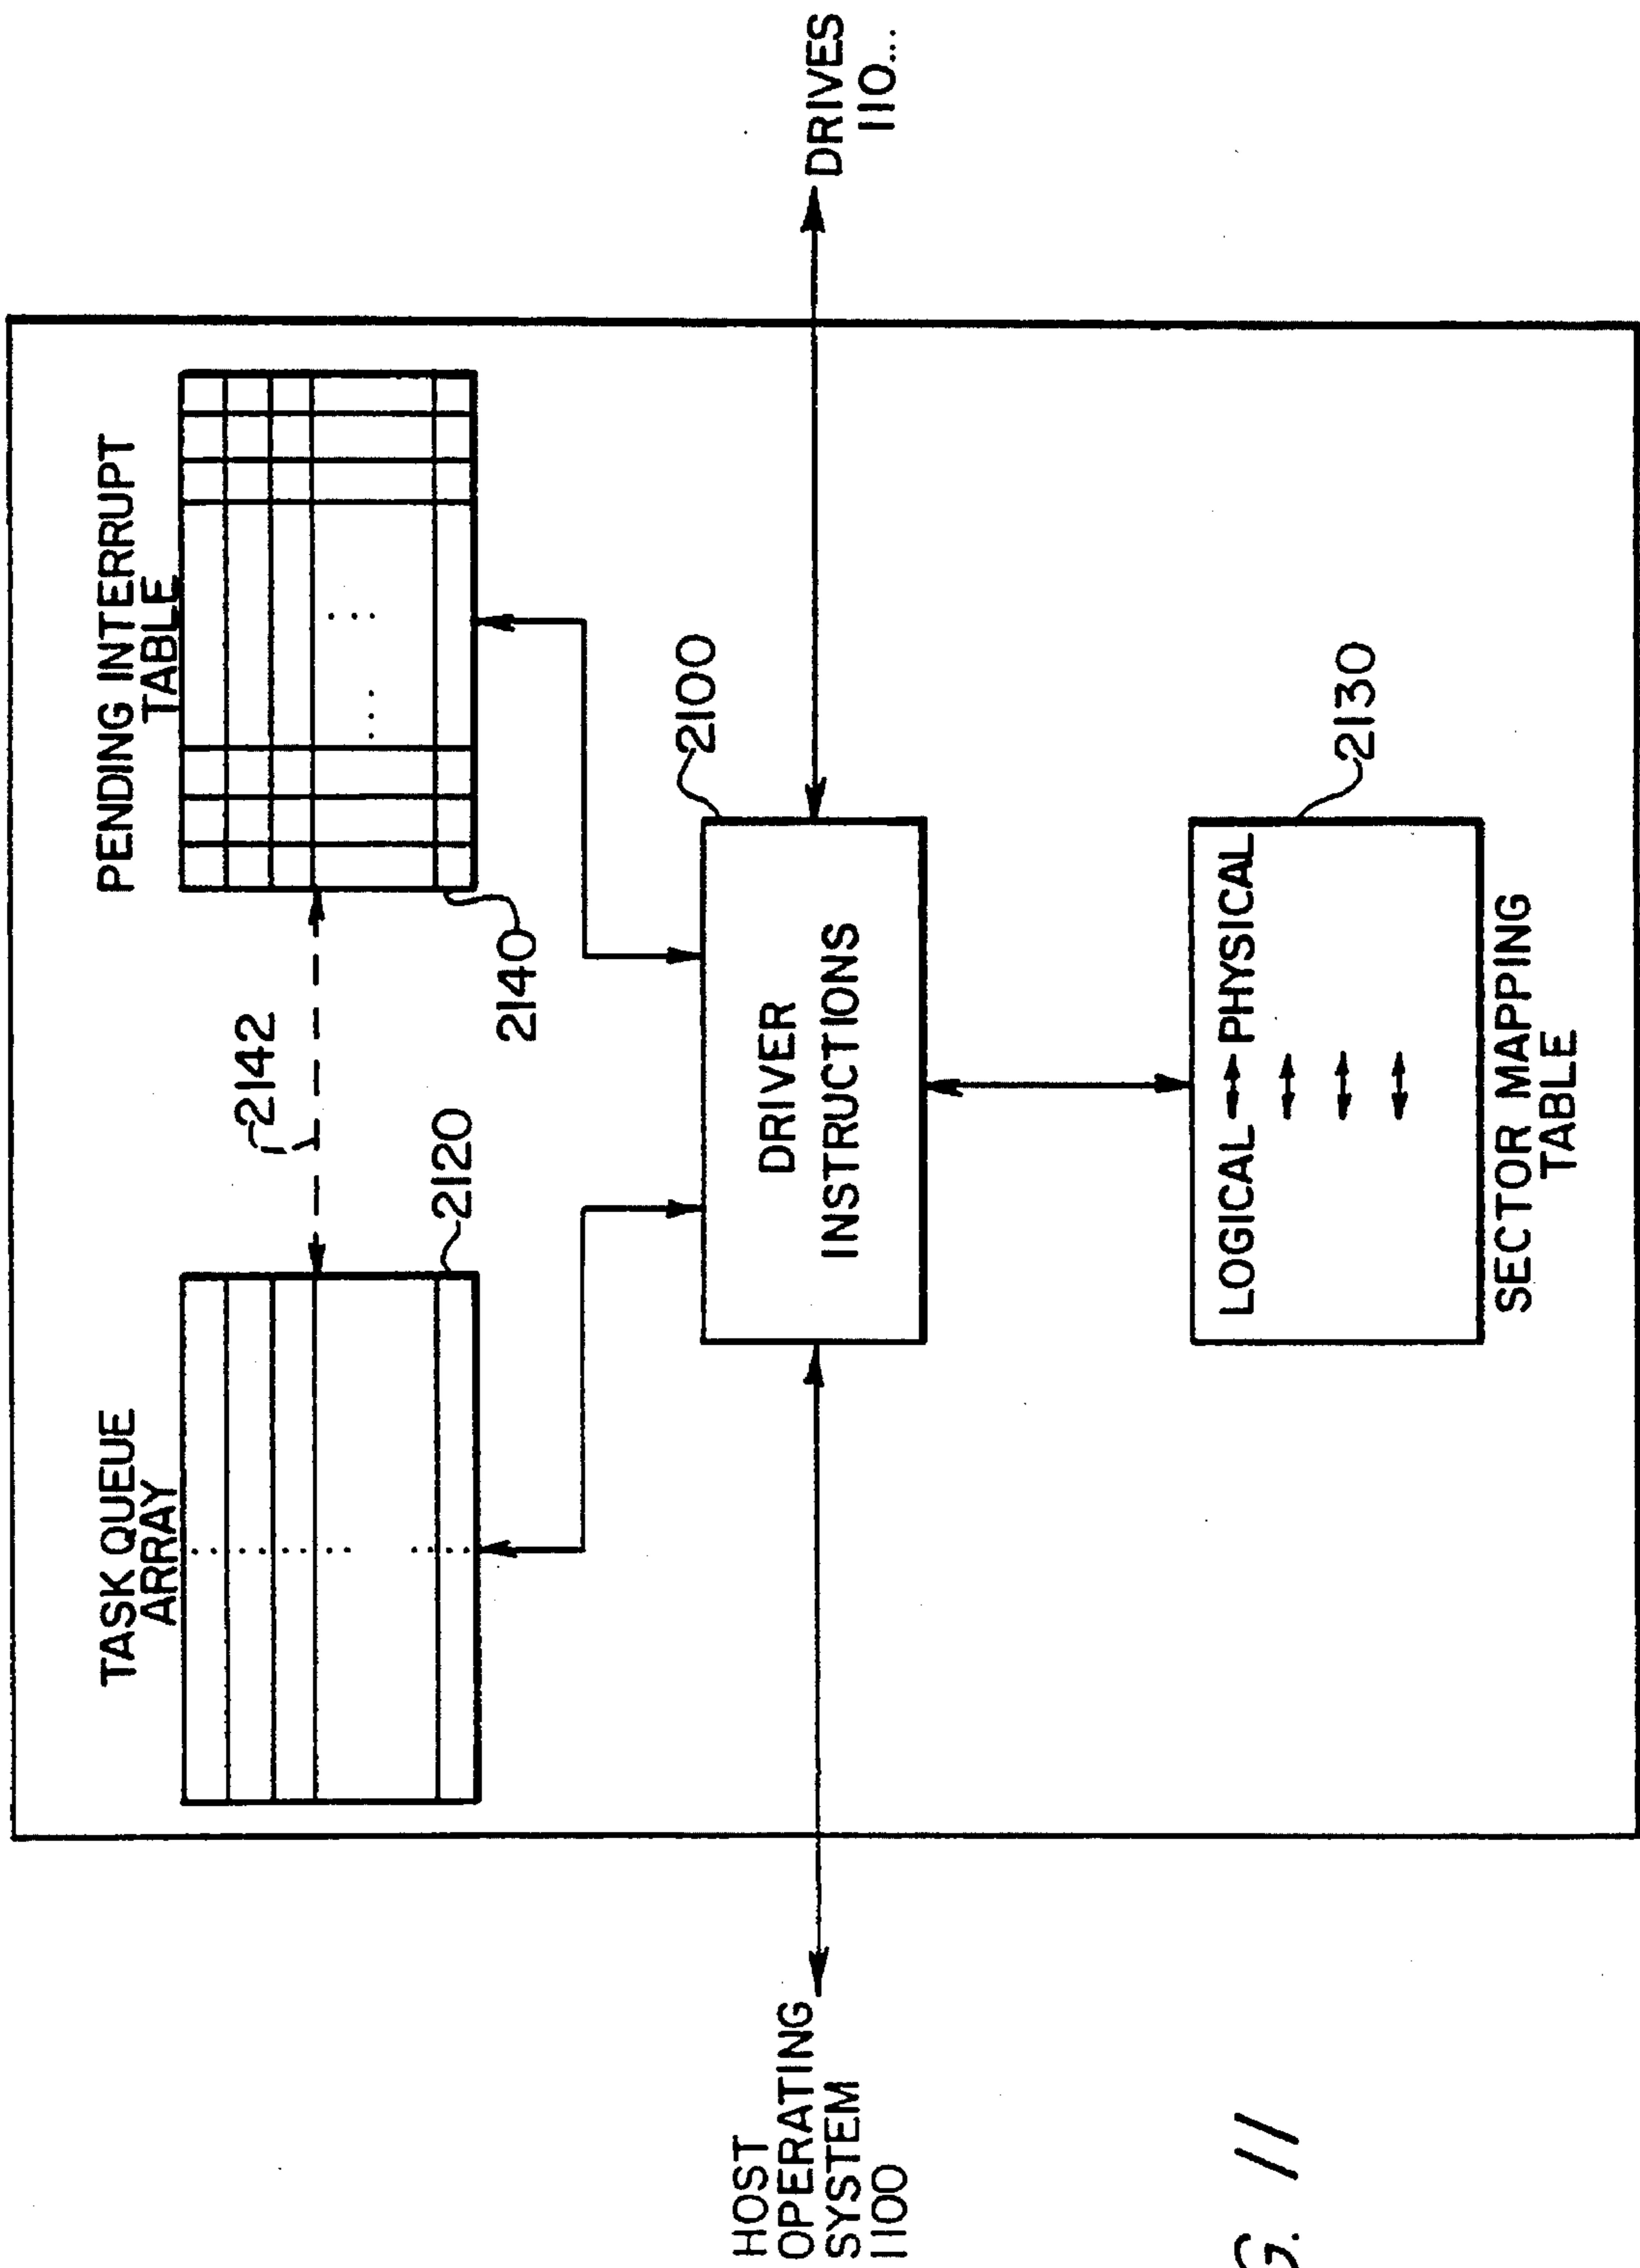 TASK QUEUE
ARRAY
PENDING INTERRUPT
TABLE
2142
2120
2140
HOST
OPERATING
SYSTEM
1100
DRIVER
INSTRUCTIONS
2100
DRIVES
110...
LOGICAL PHYSICAL
2130
SECTOR MAPPING
TABLE
G. 11